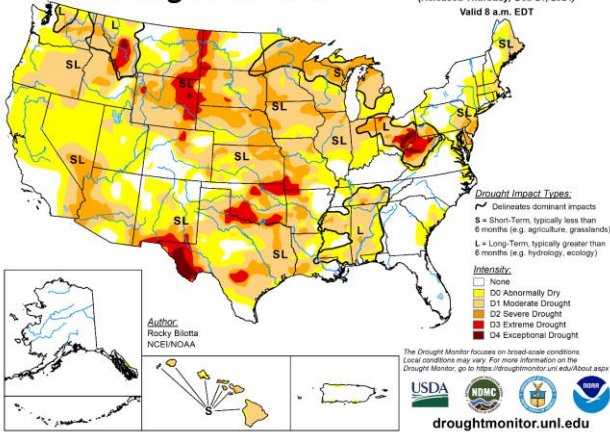 Valid 8 a.m. EDT
L
L
SL
SL
SL
SL
SL
S
SL
SL
SL
SL
L
SL
SL
L
Drought Impact Types:
Delineates dominant impacts
S = Short-Term, typically less than
6 months (e.g. agriculture, grasslands)
L = Long-Term, typically greater than
6 months (e.g. hydrology, ecology)
Intensity:
None
D0 Abnormally Dry
D1 Moderate Drought
D2 Severe Drought
D3 Extreme Drought
D4 Exceptional Drought
Author:
Rocky Bilotta
NCEI/NOAA
S
The Drought Monitor focuses on broad-scale conditions.
Local conditions may vary. For more information on the
Drought Monitor, go to https://droughtmonitor.unl.edu/About.aspx
USDA
NDMC
NOAA
droughtmonitor.unl.edu